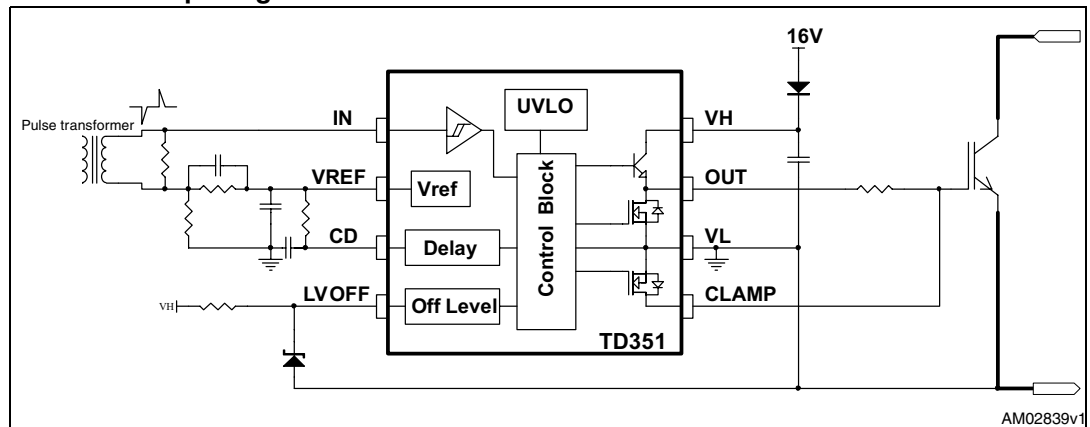 16V
Pulse transformer
IN
UVLO
VH
VREF
Vref
OUT
Control Block
CD
Delay
VL
VH
LVOFF
Off Level
CLAMP
TD351
AM02839v1